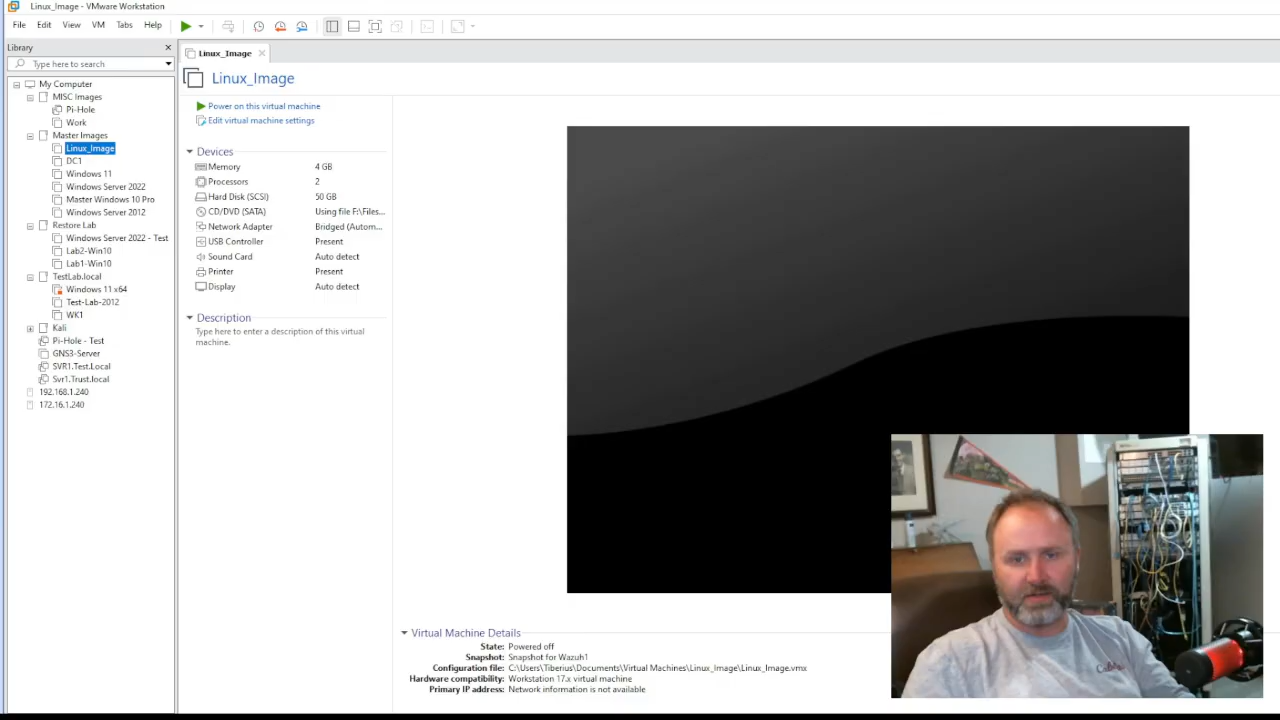 Linux_Image - VMware Workstation
File Edit View VM Tabs Help
Library
Type here to search
My Computer
MISC Images
Pi-Hole
Work
Master Images
Linux_Image
DC1
Windows 11
Windows Server 2022
Master Windows 10 Pro
Windows Server 2012
Restore Lab
Windows Server 2022 - Test
Lab2-Win10
Lab1-Win10
TestLab.local
Windows 11 x64
Test-Lab-2012
WK1
Kali
Pi-Hole - Test
GNS3-Server
SVR1.Test.Local
Svr1.Trust.local
192.168.1.240
172.16.1.240
Linux_Image
Linux_Image
Power on this virtual machine
Edit virtual machine settings
Devices
Memory 4 GB
Processors 2
Hard Disk (SCSI) 50 GB
CD/DVD (SATA) Using file F:\Files...
Network Adapter Bridged (Autom...
USB Controller Present
Sound Card Auto detect
Printer Present
Display Auto detect
Description
Type here to enter a description of this virtual
machine.
Virtual Machine Details
State: Powered off
Snapshot: Snapshot for Wazuh1
Configuration file: C:\Users\Tiberius\Documents\Virtual Machines\Linux_Image\Linux_Image.vmx
Hardware compatibility: Workstation 17.x virtual machine
Primary IP address: Network information is not available